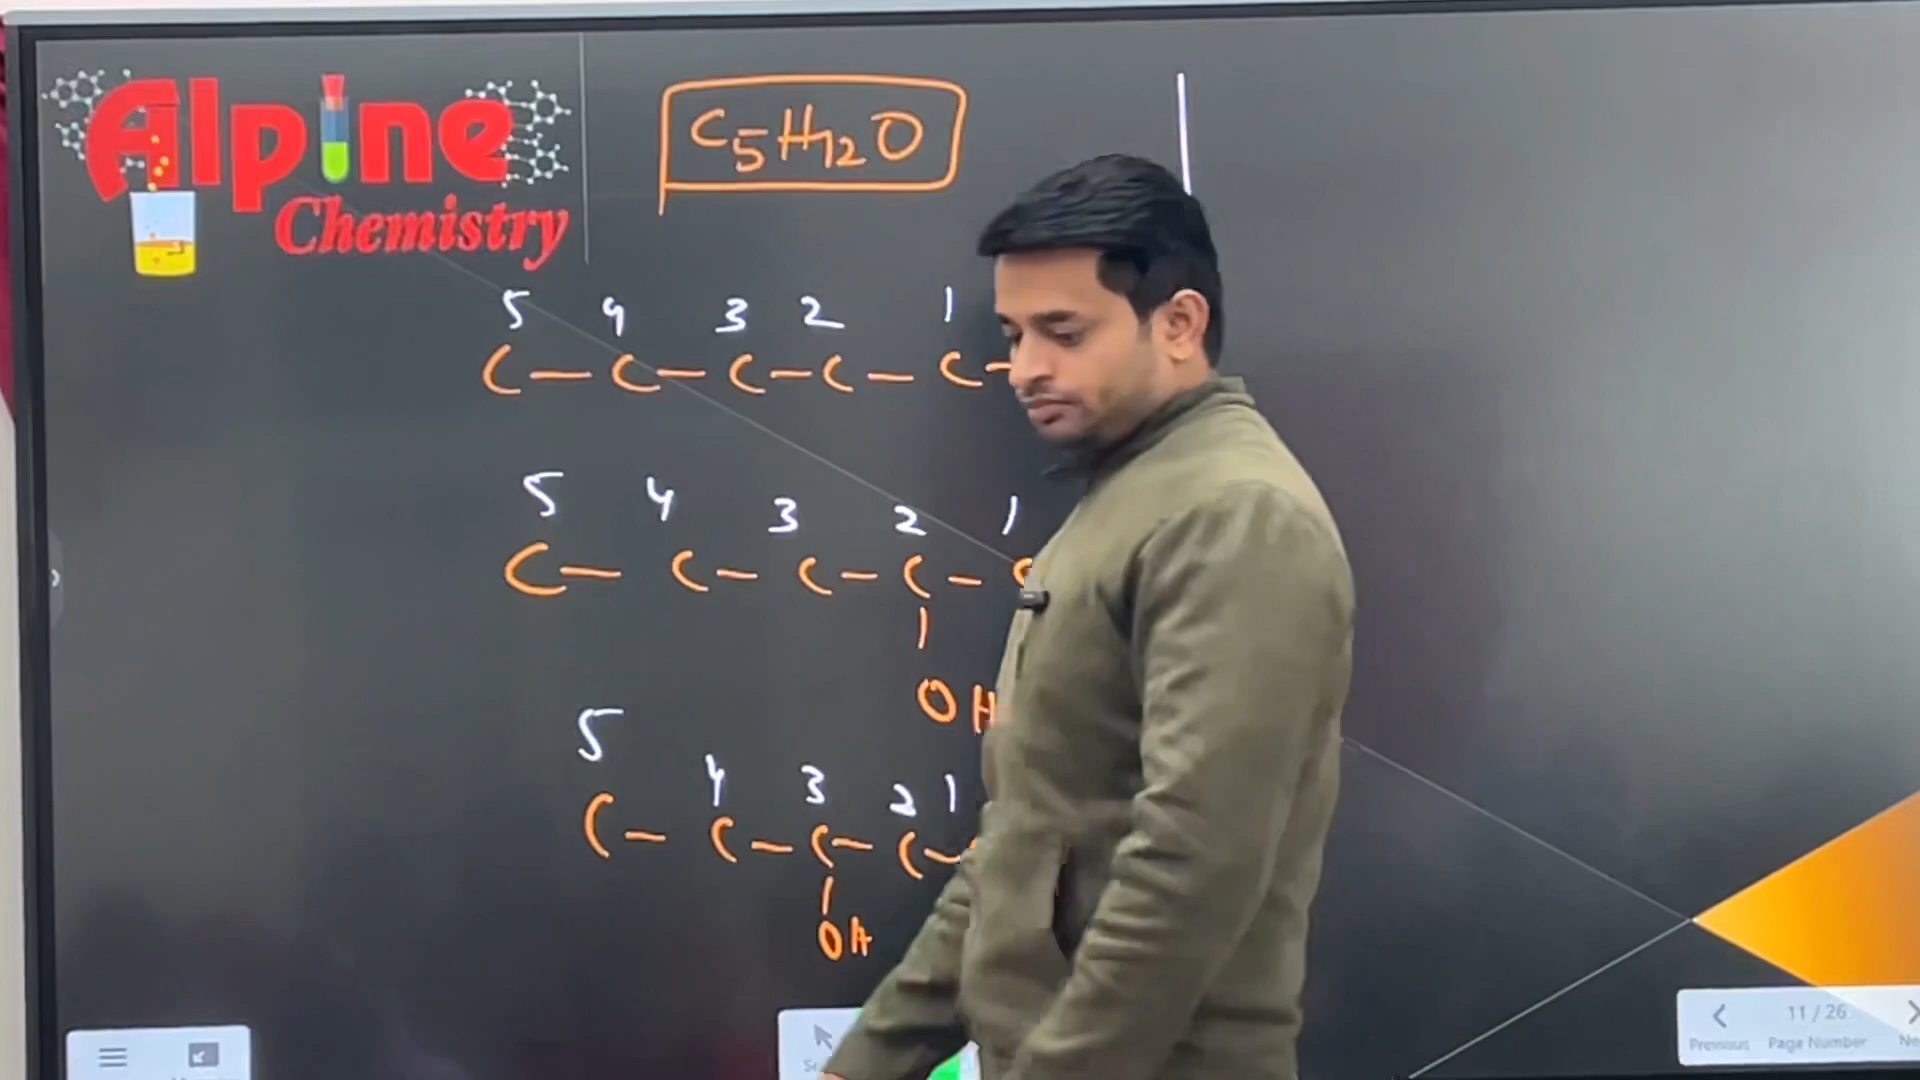 Alpine
Chemistry
C5H12O
5 4 3 2 1
C – C – C – C – C –
5 4 3 2 1
C – C – C – C – C
|
OH
5 4 3 2 1
C – C – C – C –
|
OH
11 / 26
Previous Page Number